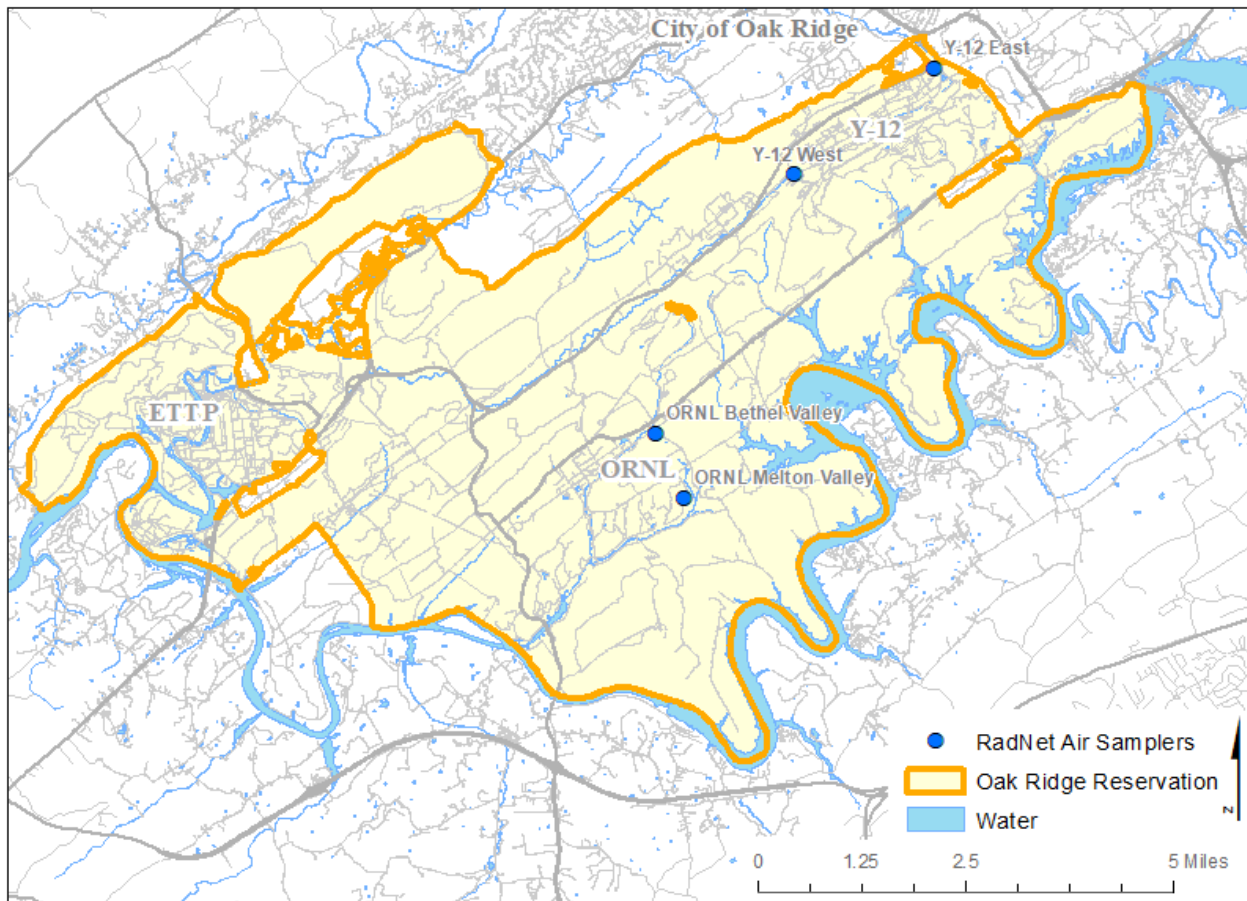 City of Oak Ridge
Y-12 East
Y-12
Y-12 West
ETTP
ORNL Bethel Valley
ORNL
ORNL Melton Valley
RadNet Air Samplers
Oak Ridge Reservation
Water
N
0 1.25 2.5 5 Miles